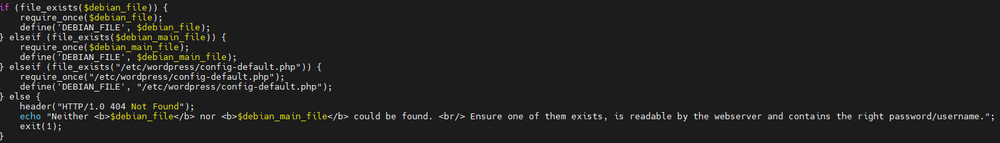 if (file_exists($debian_file)) {
    require_once($debian_file);
    define('DEBIAN_FILE', $debian_file);
} elseif (file_exists($debian_main_file)) {
    require_once($debian_main_file);
    define('DEBIAN_FILE', $debian_main_file);
} elseif (file_exists("/etc/wordpress/config-default.php")) {
    require_once("/etc/wordpress/config-default.php");
    define('DEBIAN_FILE', "/etc/wordpress/config-default.php");
} else {
    header("HTTP/1.0 404 Not Found");
    echo "Neither <b>$debian_file</b> nor <b>$debian_main_file</b> could be found. <br/> Ensure one of them exists, is readable by the webserver and contains the right password/username.";
    exit(1);
}